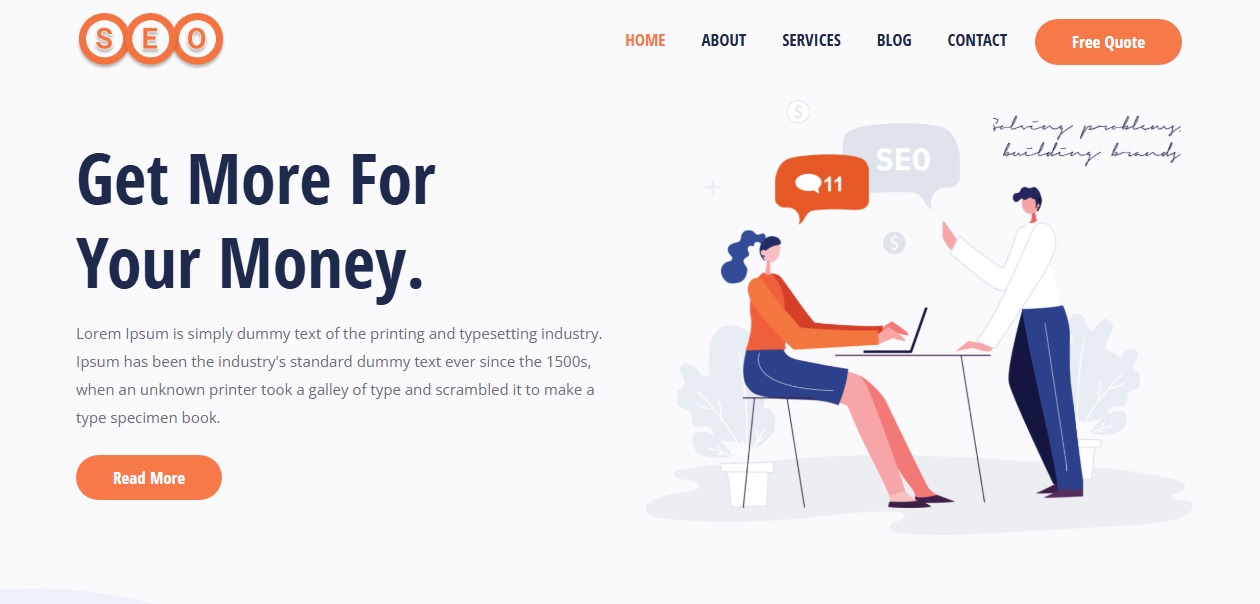 SEO
HOME ABOUT SERVICES BLOG CONTACT Free Quote
Solving problems,
building brands
SEO
11
Get More For
Your Money.
Lorem Ipsum is simply dummy text of the printing and typesetting industry.
Ipsum has been the industry's standard dummy text ever since the 1500s,
when an unknown printer took a galley of type and scrambled it to make a
type specimen book.
Read More